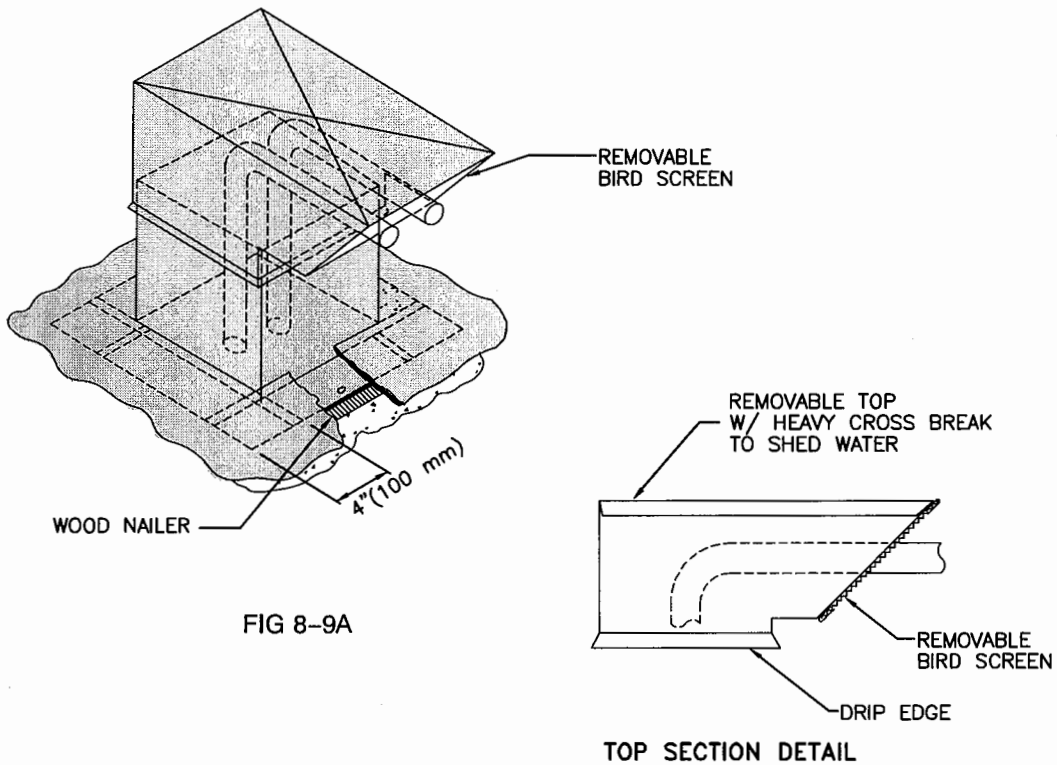 REMOVABLE
BIRD SCREEN
4"(100 mm)
WOOD NAILER
FIG 8-9A
REMOVABLE TOP
W/ HEAVY CROSS BREAK
TO SHED WATER
REMOVABLE
BIRD SCREEN
DRIP EDGE
TOP SECTION DETAIL